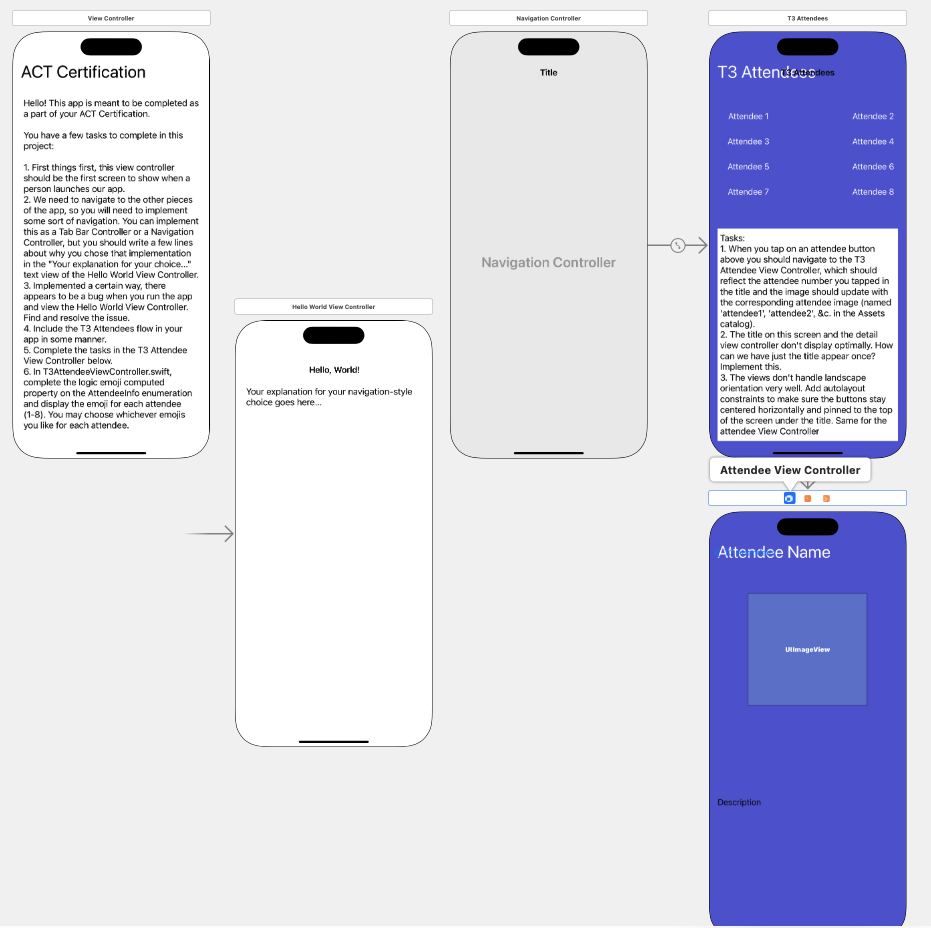 View Controller
ACT Certification
Hello! This app is meant to be completed as
a part of your ACT Certification.
You have a few tasks to complete in this
project:
1. First things first, this view controller
should be the first screen to show when a
person launches our app.
2. We need to navigate to the other pieces
of the app, so you will need to implement
some sort of navigation. You can implement
this as a Tab Bar Controller or a Navigation
Controller, but you should write a few lines
about why you chose that implementation
in the "Your explanation for your choice..."
text view of the Hello World View Controller.
3. Implemented a certain way, there
appears to be a bug when you run the app
and view the Hello World View Controller.
Find and resolve the issue.
4. Include the T3 Attendees flow in your
app in some manner.
5. Complete the tasks in the T3 Attendee
View Controller below.
6. In T3AttendeeViewController.swift,
complete the logic emoji computed
property on the AttendeeInfo enumeration
and display the emoji for each attendee
(1-8). You may choose whichever emojis
you like for each attendee.
Hello World View Controller
Hello, World!
Your explanation for your navigation-style
choice goes here...
Navigation Controller
Title
Navigation Controller
T3 Attendees
T3 Attendees
T3 Attendees
Attendee 1
Attendee 2
Attendee 3
Attendee 4
Attendee 5
Attendee 6
Attendee 7
Attendee 8
Tasks:
1. When you tap on an attendee button
above you should navigate to the T3
Attendee View Controller, which should
reflect the attendee number you tapped in
the title and the image should update with
the corresponding attendee image (named
'attendee1', 'attendee2', &c. in the Assets
catalog).
2. The title on this screen and the detail
view controller don't display optimally. How
can we have just the title appear once?
Implement this.
3. The views don't handle landscape
orientation very well. Add autolayout
constraints to make sure the buttons stay
centered horizontally and pinned to the top
of the screen under the title. Same for the
attendee View Controller
Attendee View Controller
Attendee Name
UIImageView
Description